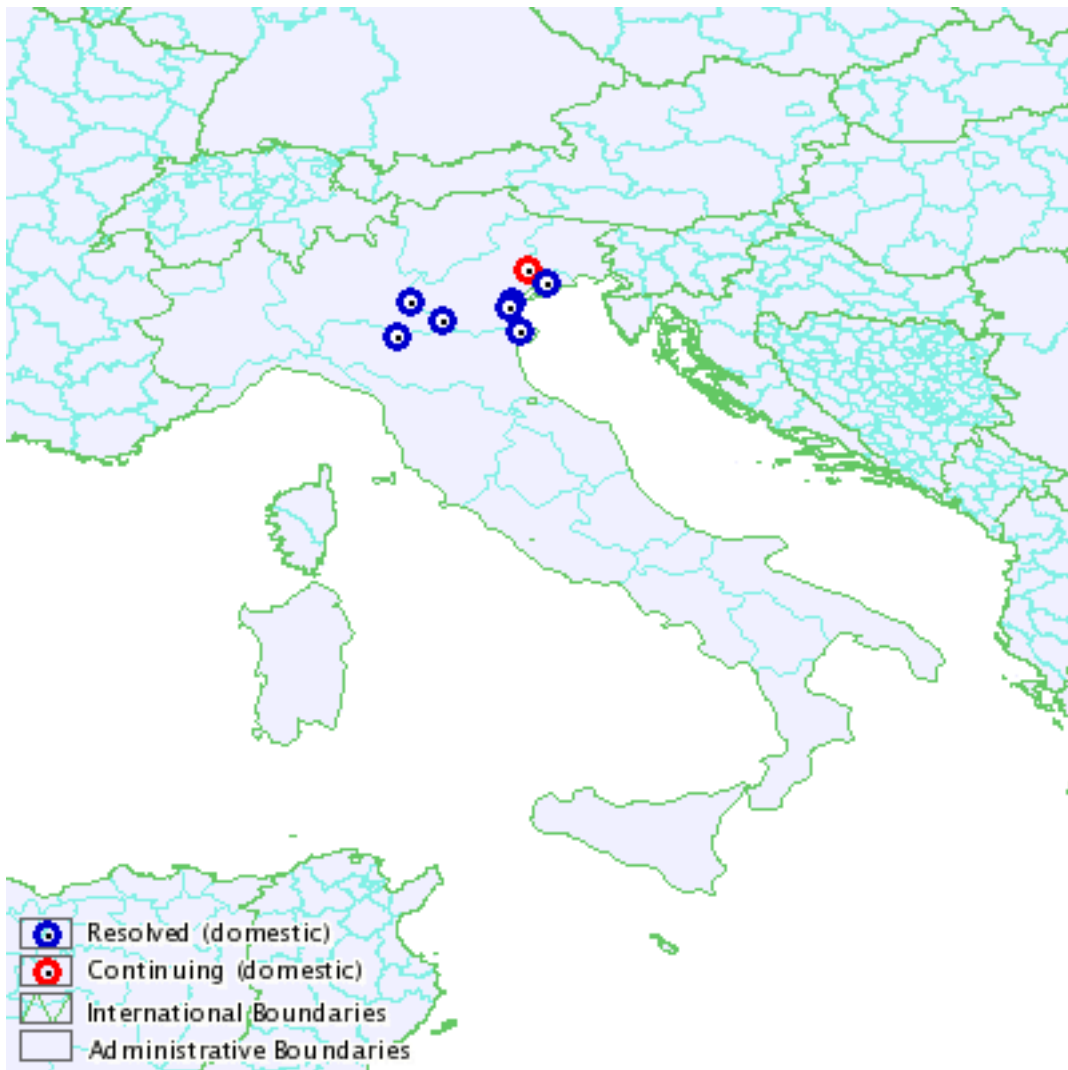 Resolved (domestic)
Continuing (domestic)
International Boundaries
Administrative Boundaries